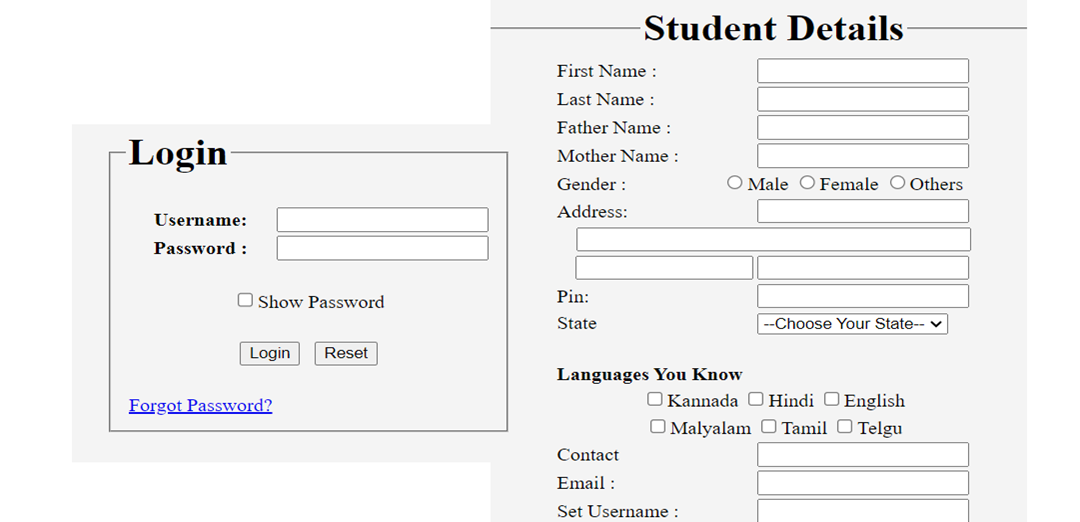 Login
Username:
Password :
Show Password
Login Reset
Forgot Password?
Student Details
First Name :
Last Name :
Father Name :
Mother Name :
Gender : Male Female Others
Address:
Pin:
State --Choose Your State--
Languages You Know
Kannada Hindi English
Malyalam Tamil Telgu
Contact
Email :
Set Username :